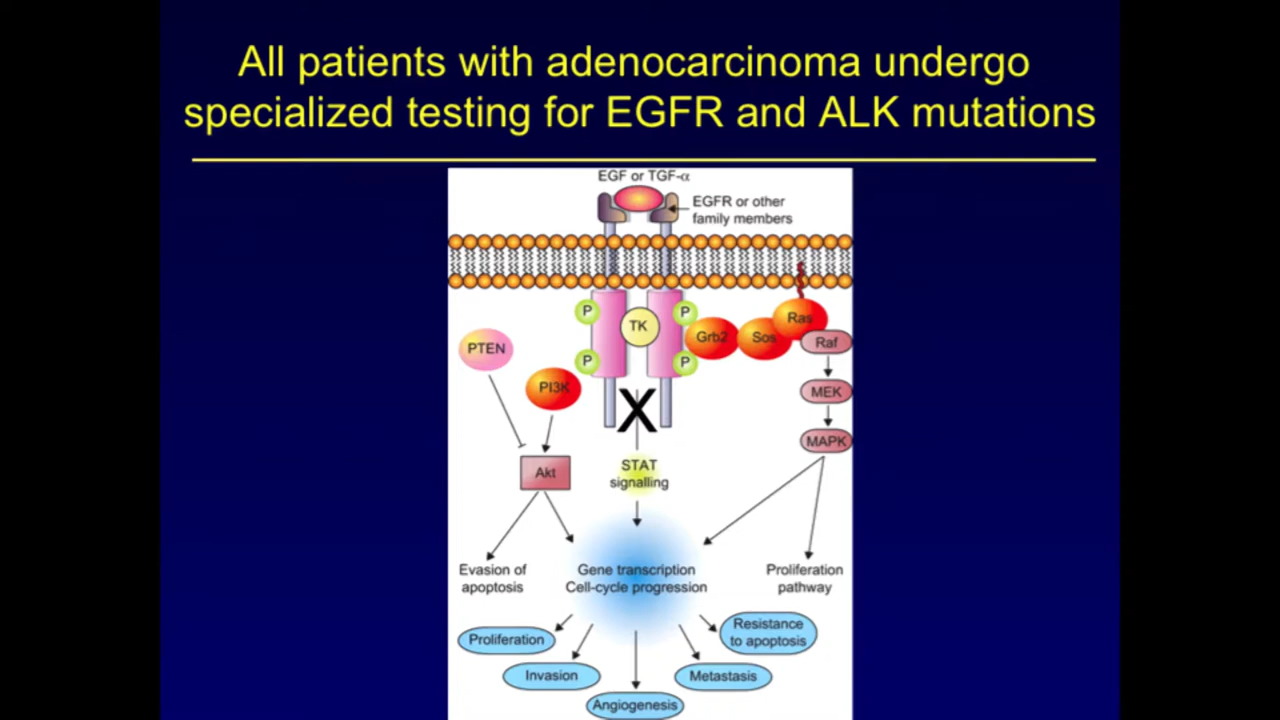 All patients with adenocarcinoma undergo
specialized testing for EGFR and ALK mutations
EGF or TGF-α
EGFR or other
family members
P
P
TK
P
P
Grb2
Sos
Ras
Raf
PTEN
PI3K
MEK
X
MAPK
Akt
STAT
signalling
Evasion of
apoptosis
Gene transcription
Cell-cycle progression
Proliferation
pathway
Proliferation
Resistance
to apoptosis
Invasion
Metastasis
Angiogenesis